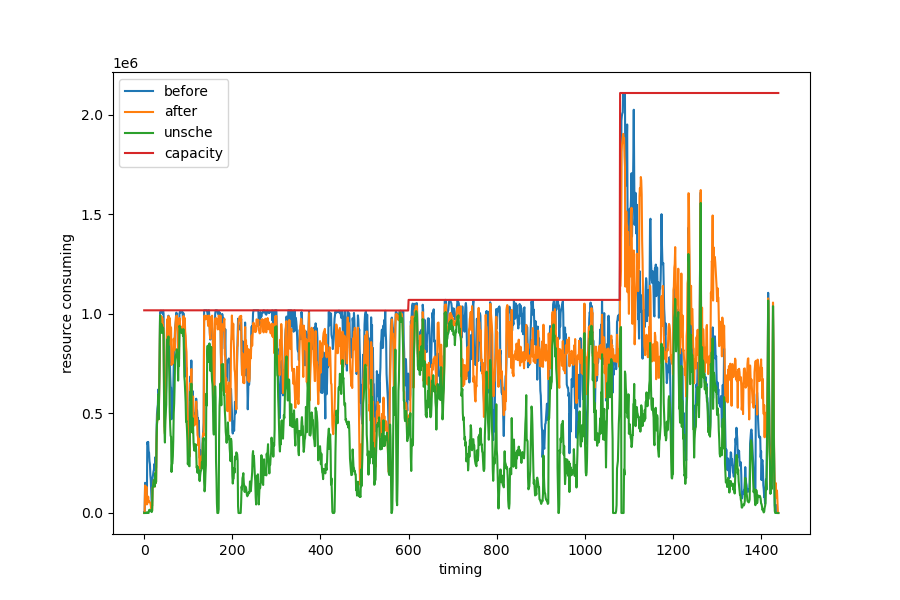 1e6
before
after
unsche
capacity
2.0
1.5
1.0
0.5
0.0
resource consuming
0 200 400 600 800 1000 1200 1400
timing